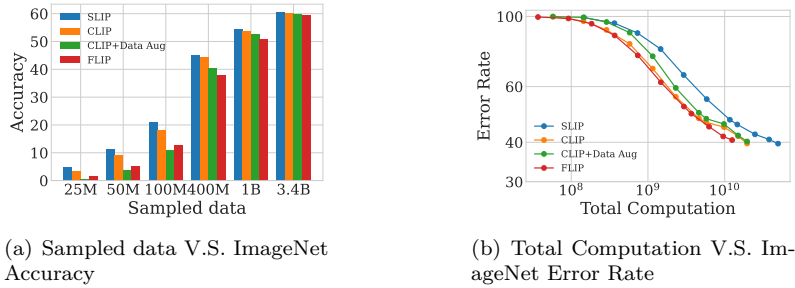 60
50
40
30
20
10
0
Accuracy
SLIP
CLIP
CLIP+Data Aug
FLIP
25M 50M 100M 400M 1B 3.4B
Sampled data
(a) Sampled data V.S. ImageNet
Accuracy
100
60
40
30
Error Rate
SLIP
CLIP
CLIP+Data Aug
FLIP
10^8 10^9 10^10
Total Computation
(b) Total Computation V.S. Im-
ageNet Error Rate